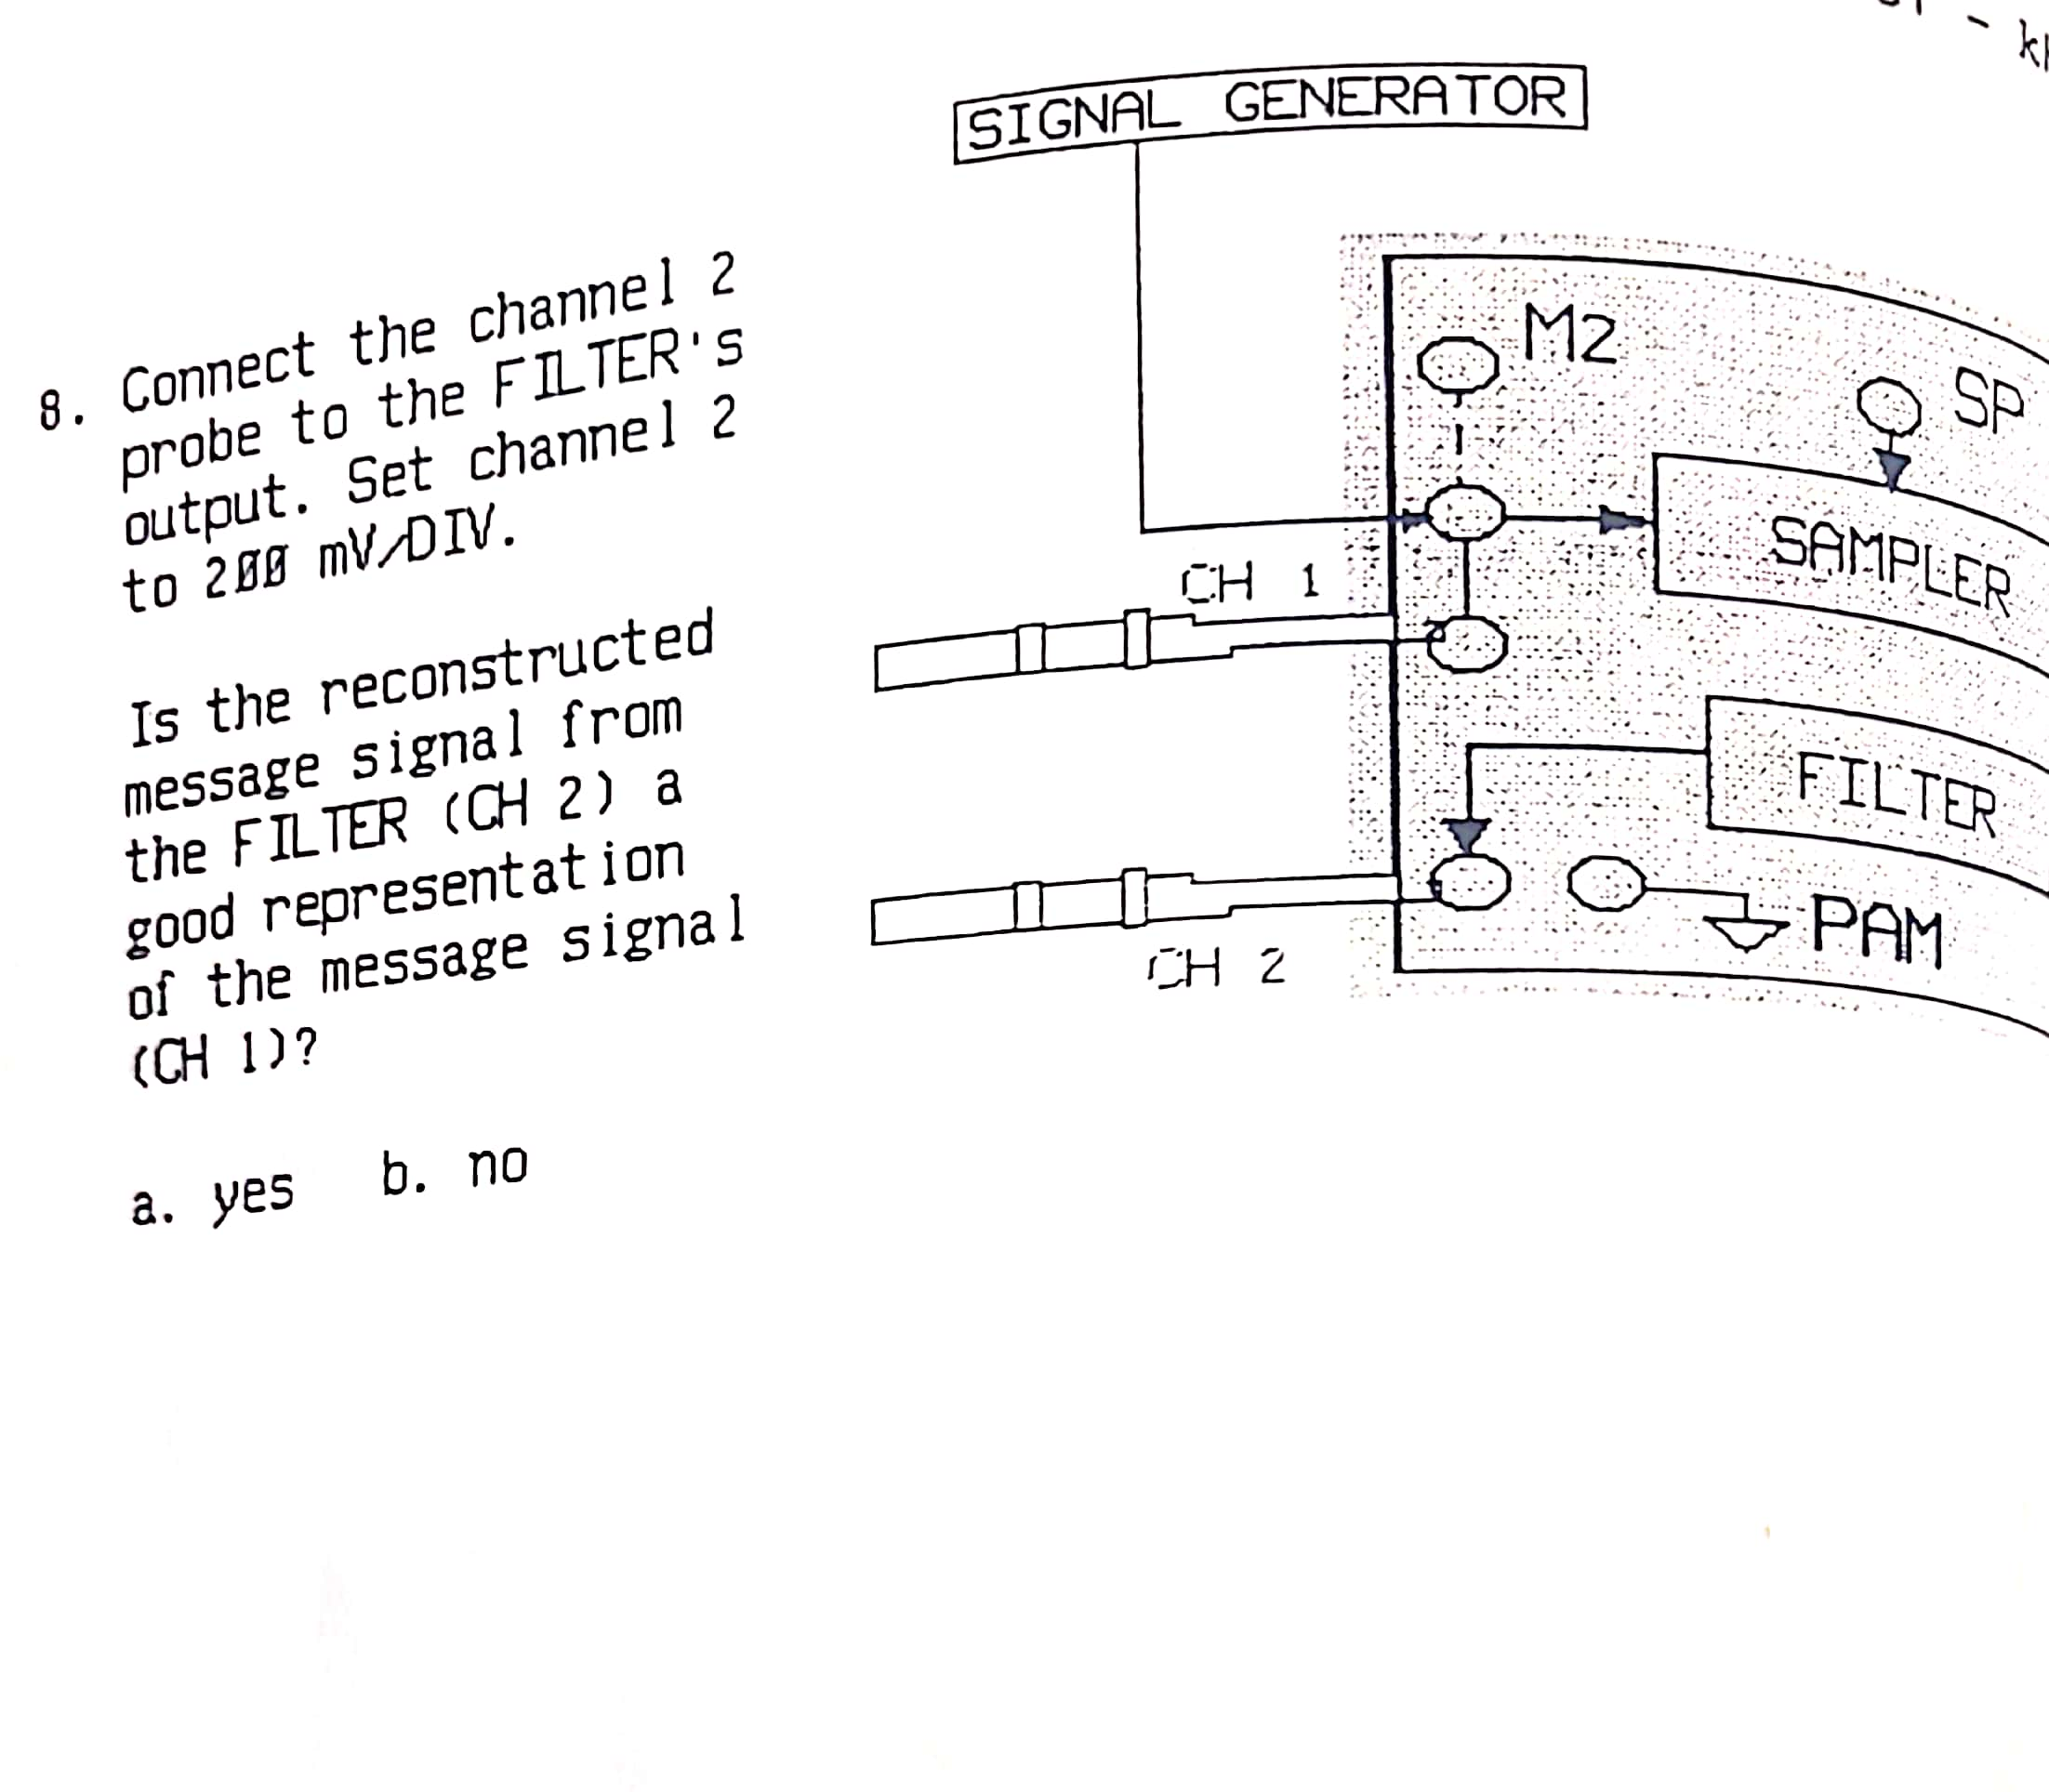 SIGNAL GENERATOR
8. Connect the channel 2
probe to the FILTER's
output. Set channel 2
to 200 mV/DIV.
Is the reconstructed
message signal from
the FILTER (CH 2) a
good representation
of the message signal
(CH 1)?
a. yes b. no
M2
SP
SAMPLER
CH 1
FILTER
PAM
CH 2